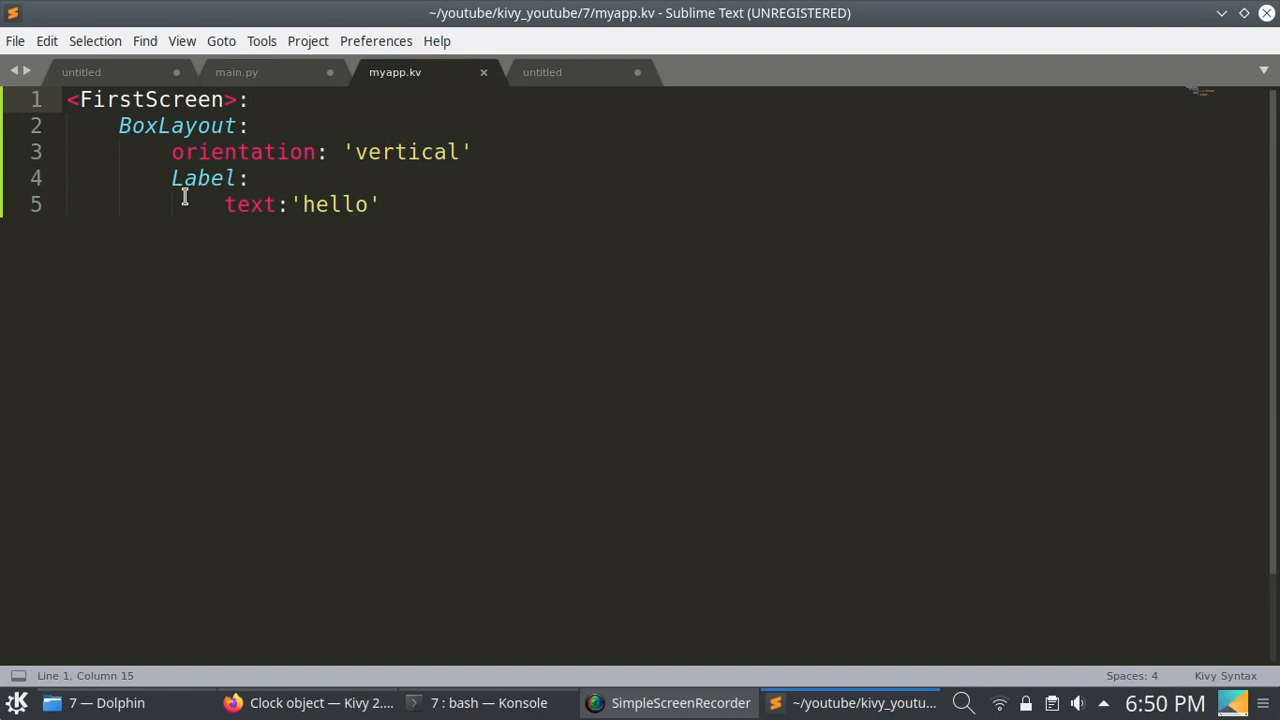 ~/youtube/kivy_youtube/7/myapp.kv - Sublime Text (UNREGISTERED)
File Edit Selection Find View Goto Tools Project Preferences Help
untitled main.py myapp.kv untitled
1 <FirstScreen>:
2 BoxLayout:
3 orientation: 'vertical'
4 Label:
5 text:'hello'
Line 1, Column 15 Spaces: 4 Kivy Syntax
7 — Dolphin Clock object — Kivy 2.... 7 : bash — Konsole SimpleScreenRecorder ~/youtube/kivy_youtu... 6:50 PM